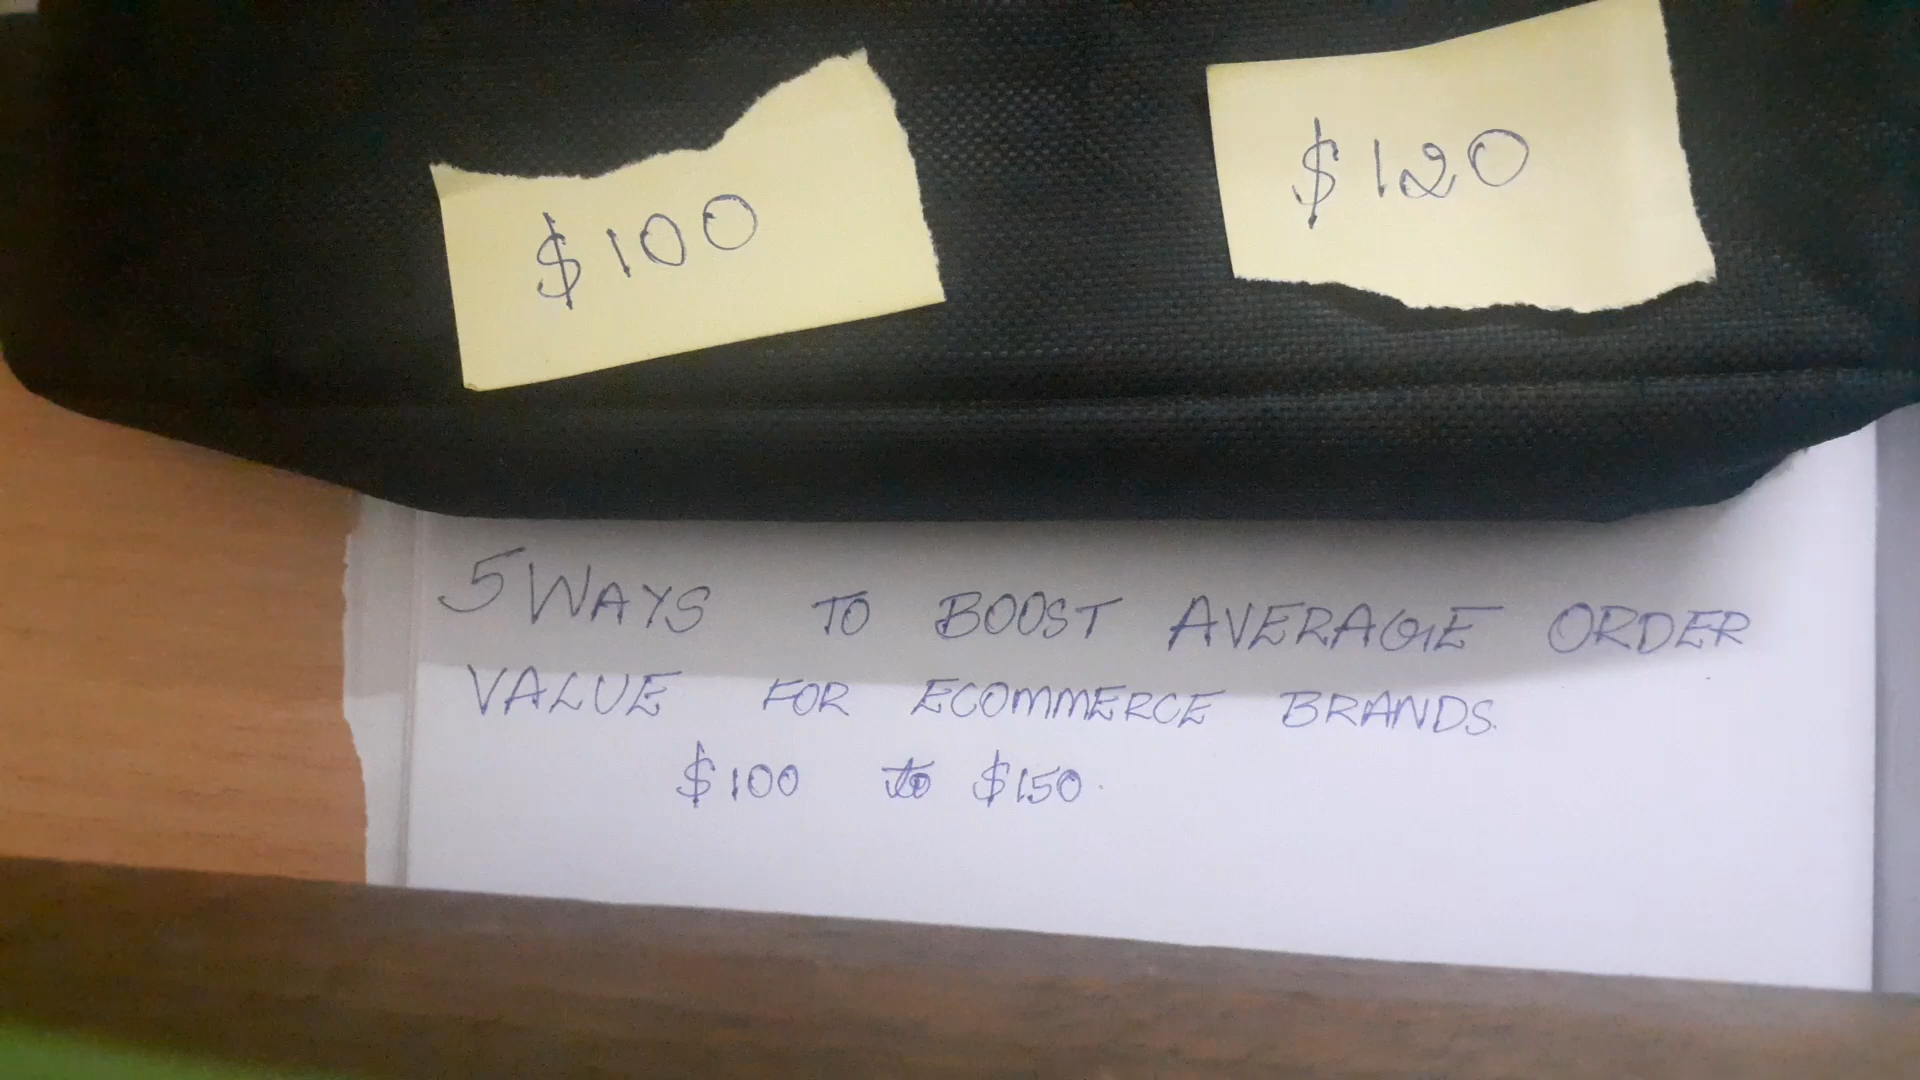 $100
$120
5 WAYS TO BOOST AVERAGE ORDER
VALUE FOR ECOMMERCE BRANDS.
$100 to $150.